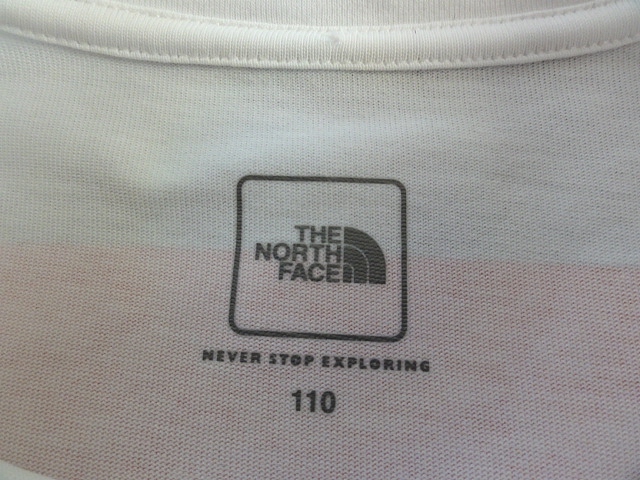 THE
NORTH
FACE
NEVER STOP EXPLORING
110